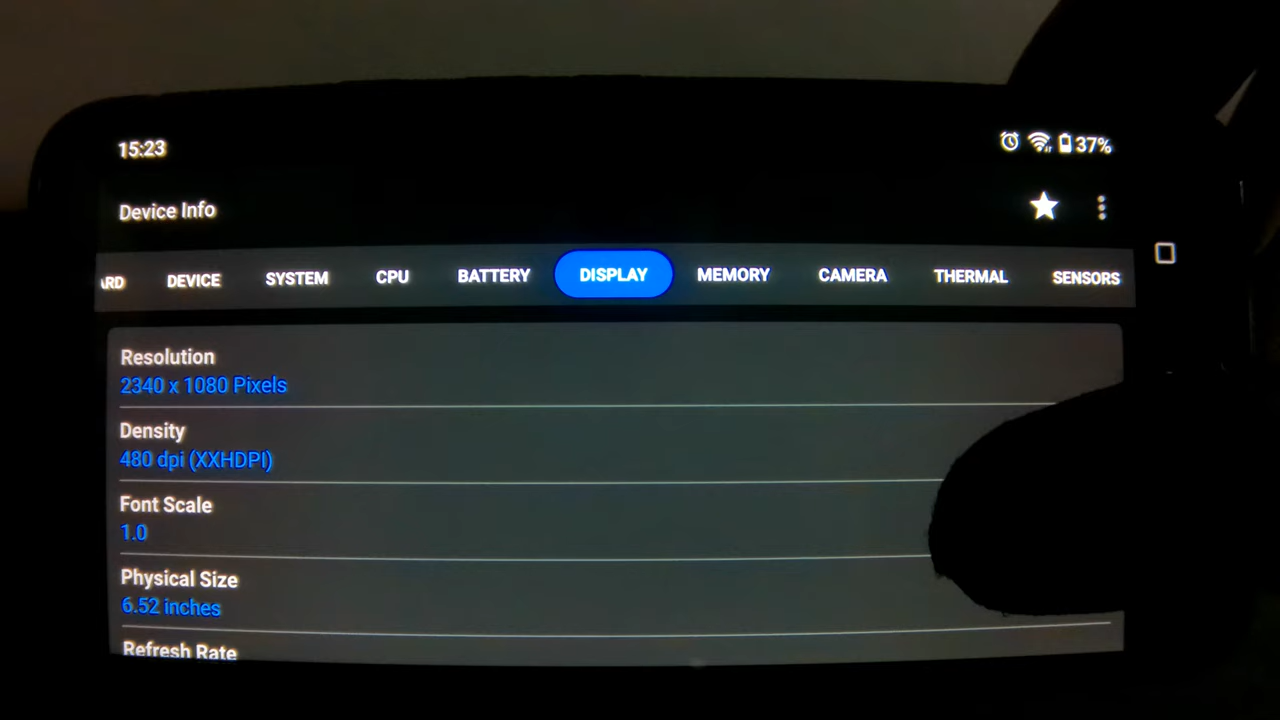 15:23 37%
Device Info
ARD DEVICE SYSTEM CPU BATTERY DISPLAY MEMORY CAMERA THERMAL SENSORS
Resolution
2340 x 1080 Pixels
Density
480 dpi (XXHDPI)
Font Scale
1.0
Physical Size
6.52 inches
Refresh Rate